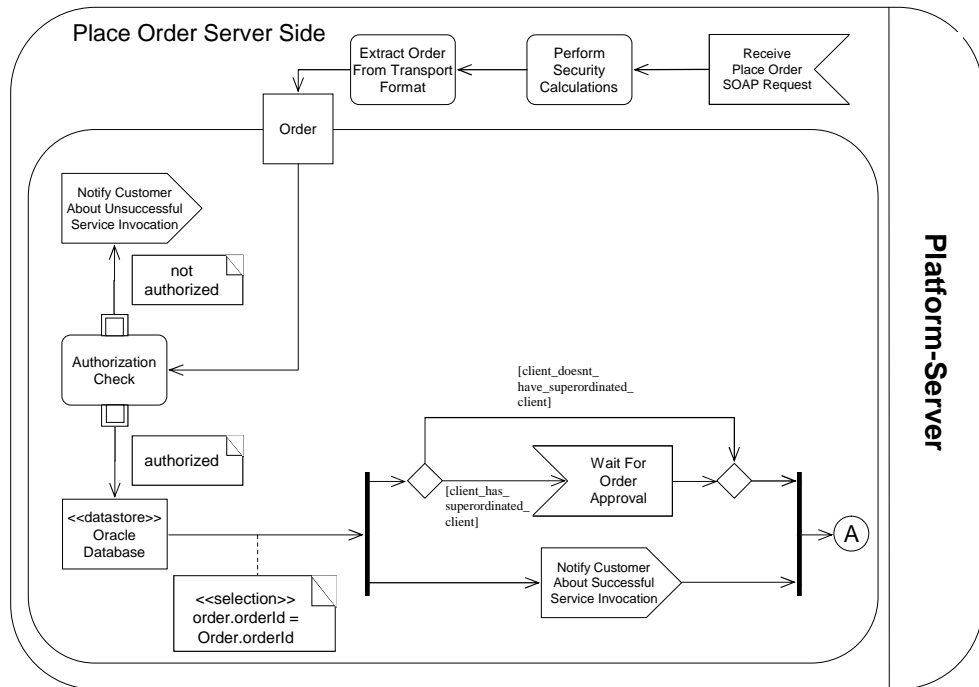 Place Order Server Side
Extract Order
From Transport
Format
Perform
Security
Calculations
Receive
Place Order
SOAP Request
Order
Notify Customer
About Unsuccessful
Service Invocation
not
authorized
Authorization
Check
authorized
<<datastore>>
Oracle
Database
<<selection>>
order.orderId =
Order.orderId
[client_doesnt_
have_superordinated_
client]
[client_has_
superordinated_
client]
Wait For
Order
Approval
Notify Customer
About Successful
Service Invocation
A
Platform-Server